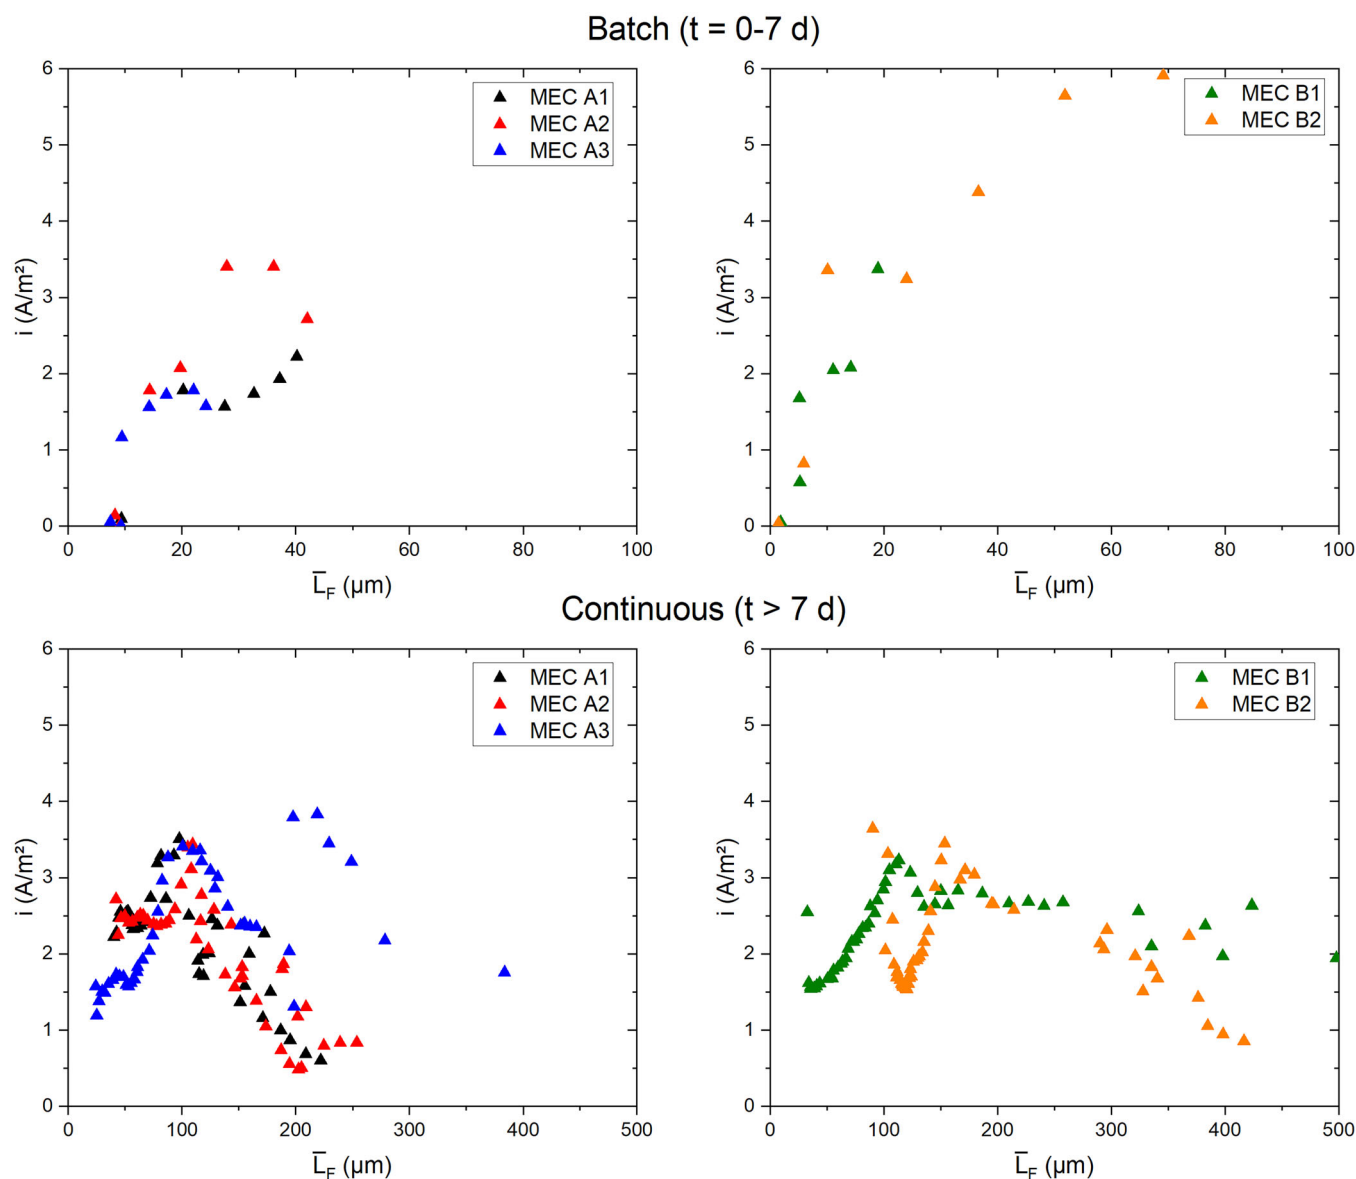 Batch (t = 0-7 d)
6
5
4
3
2
1
0
i (A/m²)
MEC A1
MEC A2
MEC A3
0 20 40 60 80 100
L̅F (µm)
6
5
4
3
2
1
0
i (A/m²)
MEC B1
MEC B2
0 20 40 60 80 100
L̅F (µm)
Continuous (t > 7 d)
6
5
4
3
2
1
0
i (A/m²)
MEC A1
MEC A2
MEC A3
0 100 200 300 400 500
L̅F (µm)
6
5
4
3
2
1
0
i (A/m²)
MEC B1
MEC B2
0 100 200 300 400 500
L̅F (µm)